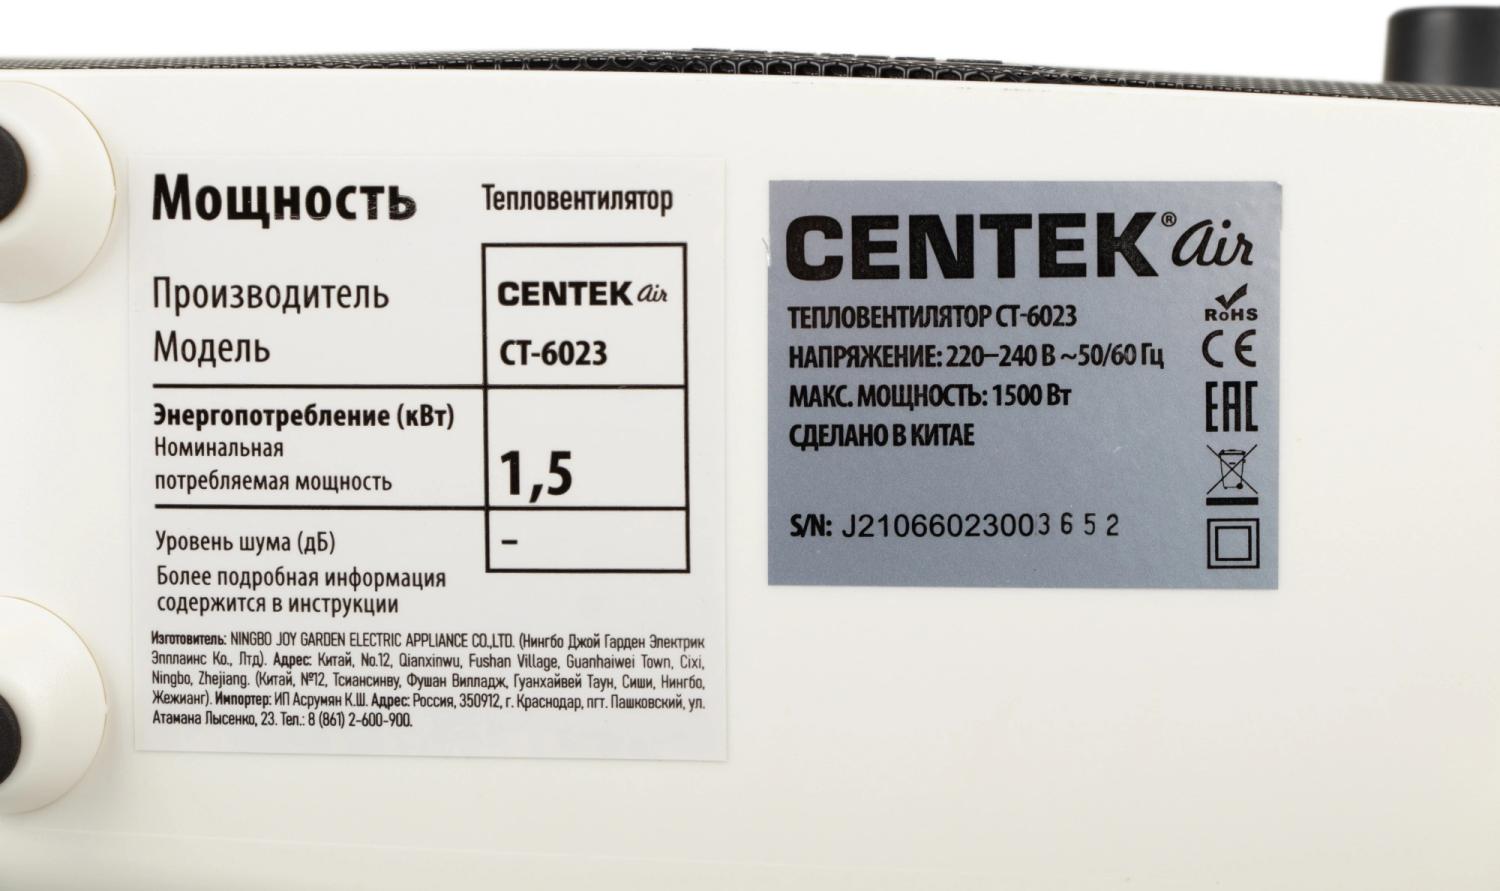 Мощность
Тепловентилятор
Производитель
CENTEK Air
Модель
CT-6023
Энергопотребление (кВт)
Номинальная
потребляемая мощность
1,5
Уровень шума (дБ)
–
Более подробная информация
содержится в инструкции
Изготовитель: NINGBO JOY GARDEN ELECTRIC APPLIANCE CO.,LTD. (Нингбо Джой Гарден Электрик
Эпплаинс Ко., Лтд). Адрес: Китай, No.12, Qianxinwu, Fushan Village, Guanhaiwei Town, Cixi,
Ningbo, Zhejiang. (Китай, №12, Тсиансинву, Фушан Вилладж, Гуанхайвей Таун, Сиши, Нингбо,
Жежианг). Импортер: ИП Асрумян К.Ш. Адрес: Россия, 350912, г. Краснодар, пгт. Пашковский, ул.
Атамана Лысенко, 23. Тел.: 8 (861) 2-600-900.
CENTEK® Air
ТЕПЛОВЕНТИЛЯТОР CT-6023
НАПРЯЖЕНИЕ: 220–240 В ~50/60 Гц
МАКС. МОЩНОСТЬ: 1500 Вт
СДЕЛАНО В КИТАЕ
S/N: J21066023003652
RoHS
CE
EAC